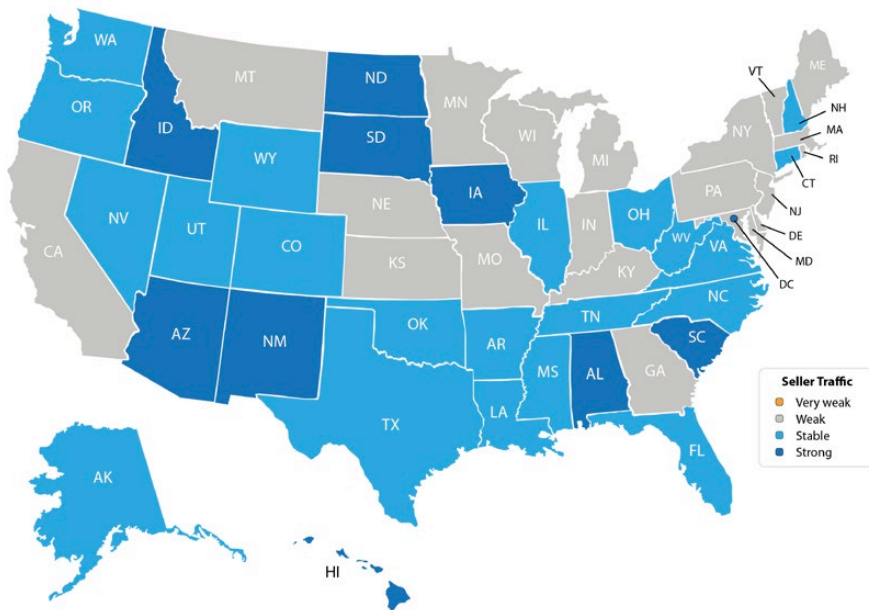 WA
MT
ND
MN
ME
VT
OR
ID
SD
WI
NH
NY
MA
MI
WY
RI
IA
CT
NE
PA
NV
IL
IN
OH
NJ
UT
CO
DE
CA
WV
VA
MD
KS
MO
KY
DC
NC
TN
OK
AZ
NM
AR
SC
MS
AL
GA
LA
TX
FL
AK
HI
Seller Traffic
Very weak
Weak
Stable
Strong